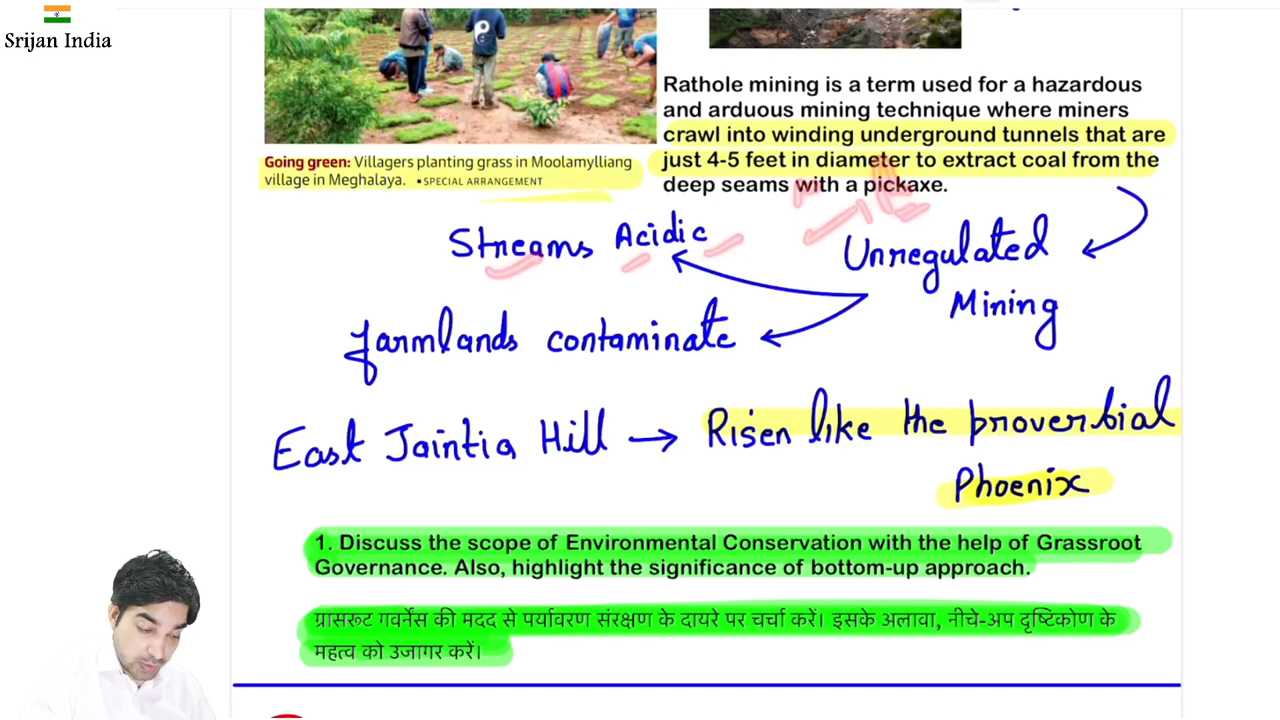 Srijan India
Going green: Villagers planting grass in Moolamylliang
village in Meghalaya. •SPECIAL ARRANGEMENT
Rathole mining is a term used for a hazardous
and arduous mining technique where miners
crawl into winding underground tunnels that are
just 4-5 feet in diameter to extract coal from the
deep seams with a pickaxe.
Streams Acidic
Unregulated
Mining
farmlands contaminate
East Jaintia Hill → Risen like the proverbial
Phoenix
1. Discuss the scope of Environmental Conservation with the help of Grassroot
Governance. Also, highlight the significance of bottom-up approach.
ग्रासरूट गवर्नेंस की मदद से पर्यावरण संरक्षण के दायरे पर चर्चा करें। इसके अलावा, नीचे-अप दृष्टिकोण के
महत्व को उजागर करें।